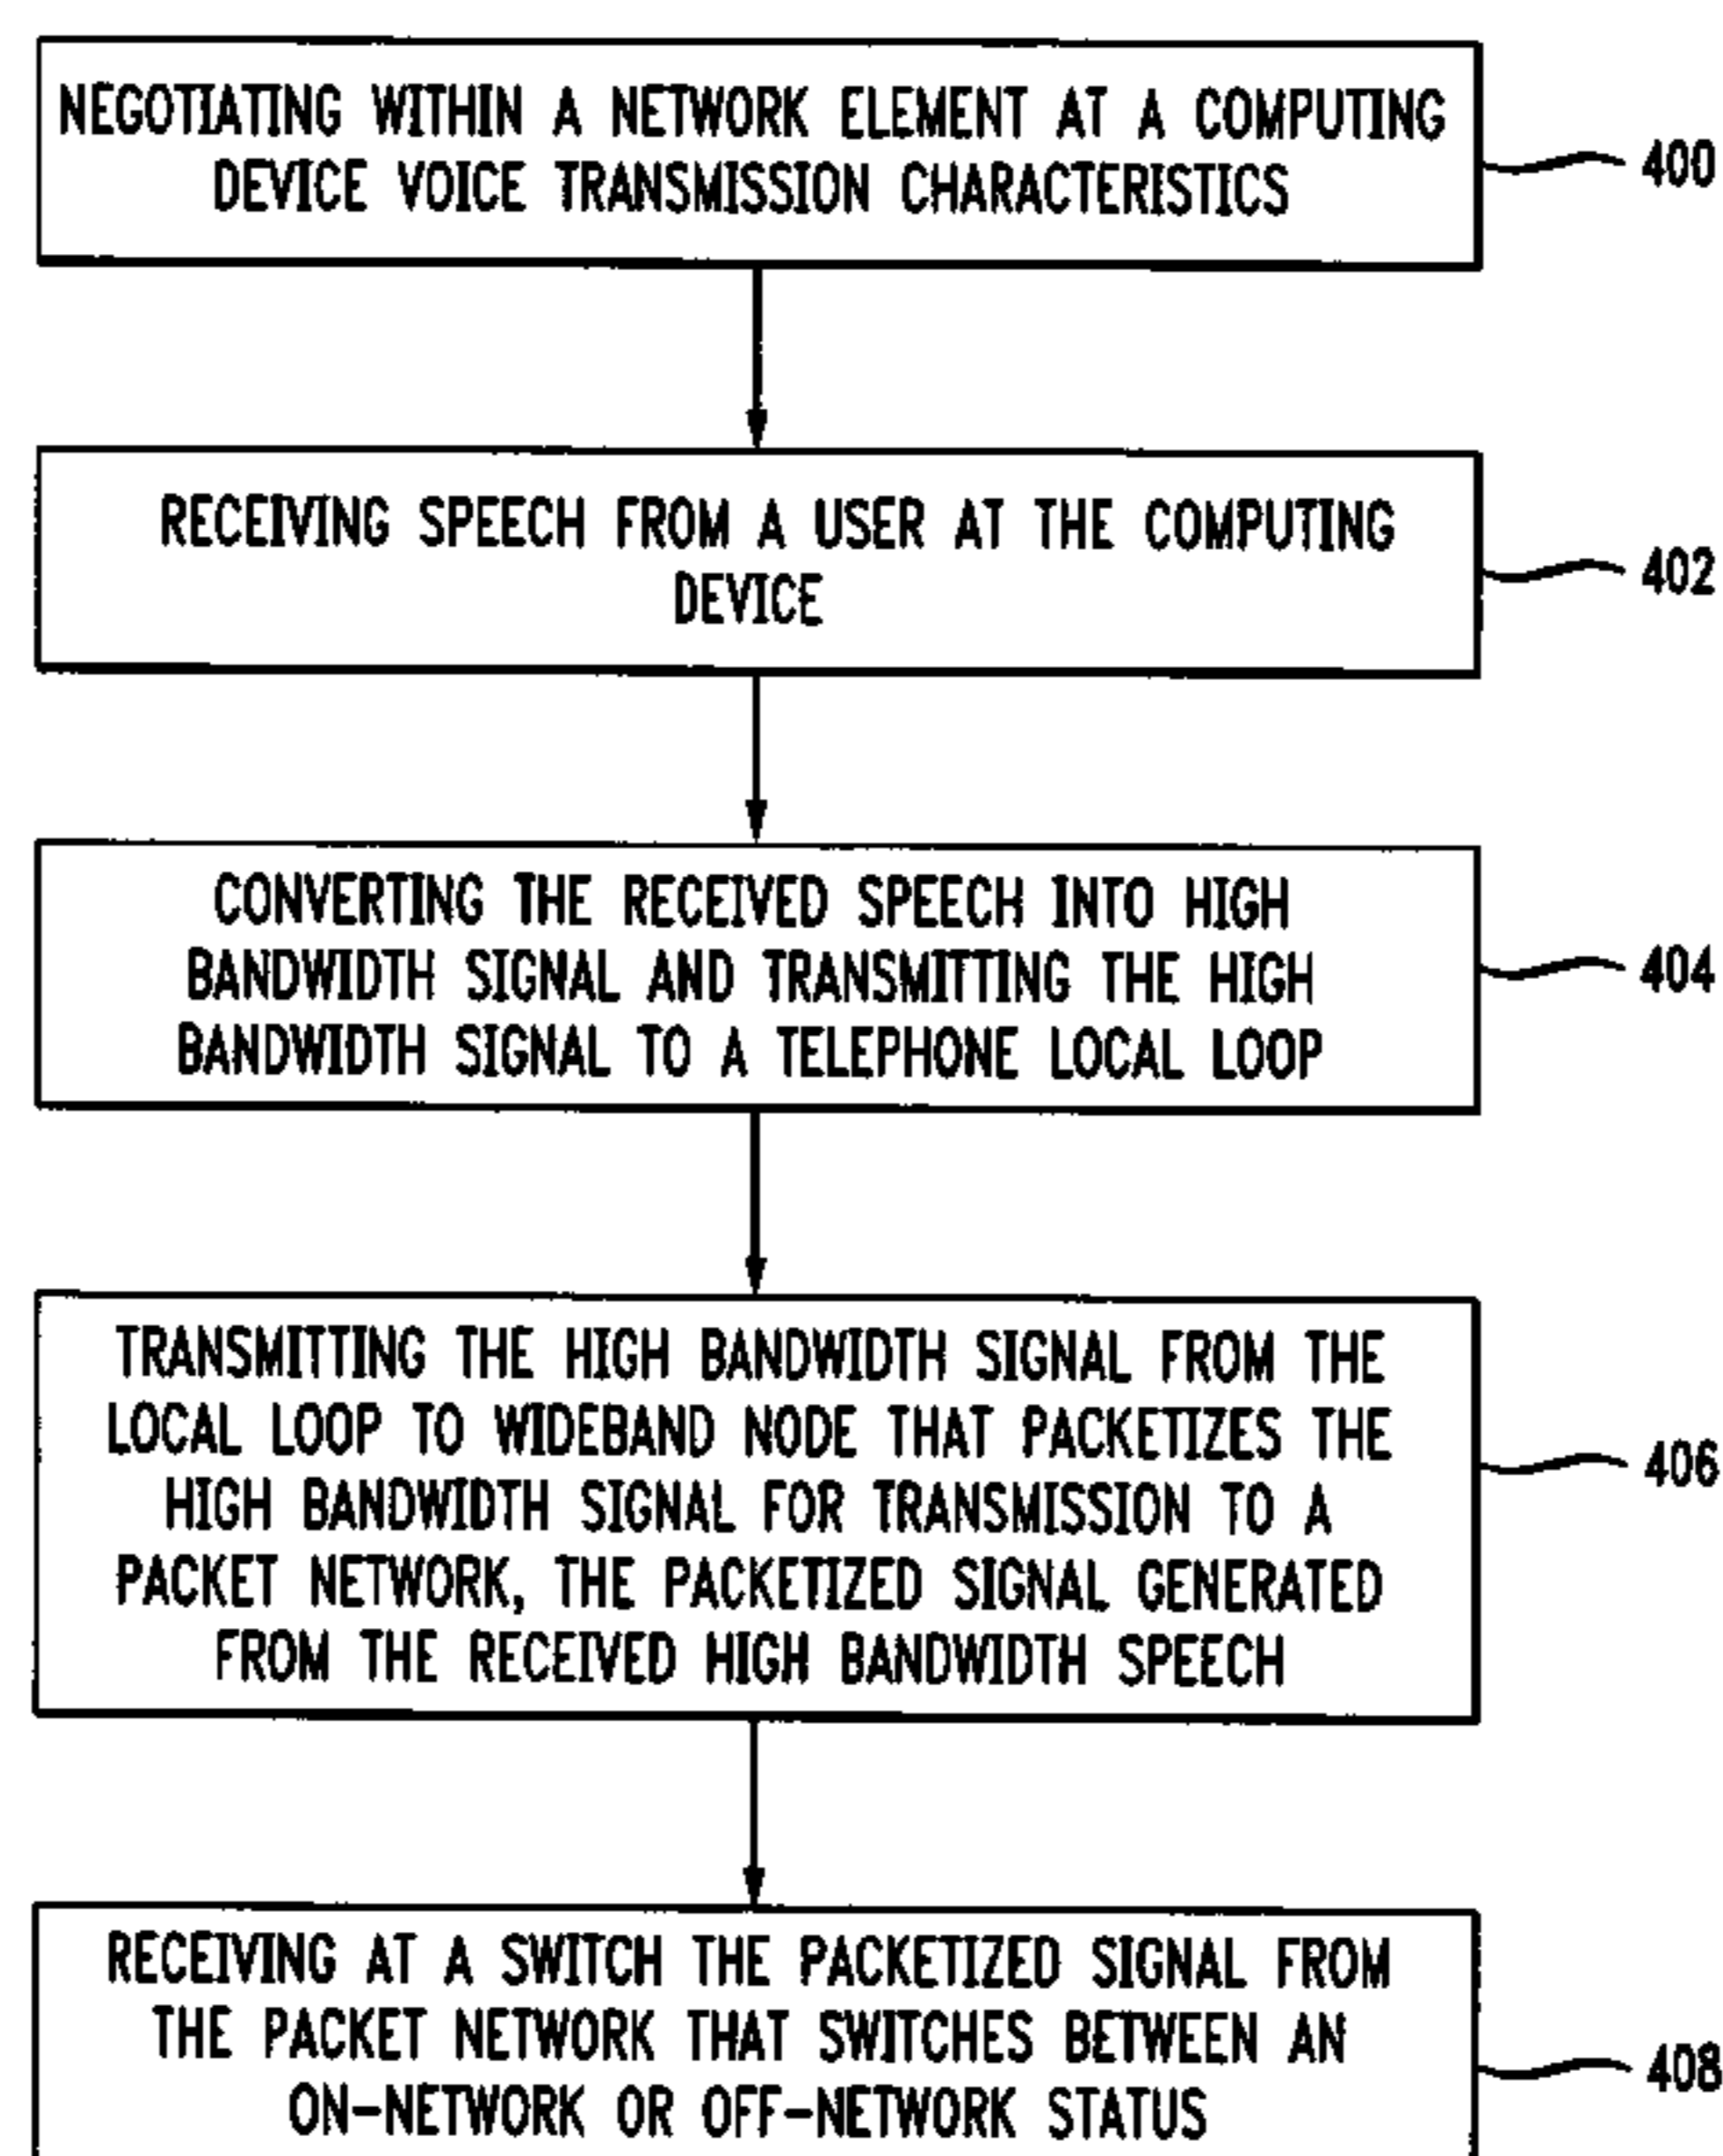 NEGOTIATING WITHIN A NETWORK ELEMENT AT A COMPUTING
DEVICE VOICE TRANSMISSION CHARACTERISTICS
400
RECEIVING SPEECH FROM A USER AT THE COMPUTING
DEVICE
402
CONVERTING THE RECEIVED SPEECH INTO HIGH
BANDWIDTH SIGNAL AND TRANSMITTING THE HIGH
BANDWIDTH SIGNAL TO A TELEPHONE LOCAL LOOP
404
TRANSMITTING THE HIGH BANDWIDTH SIGNAL FROM THE
LOCAL LOOP TO WIDEBAND NODE THAT PACKETIZES THE
HIGH BANDWIDTH SIGNAL FOR TRANSMISSION TO A
PACKET NETWORK, THE PACKETIZED SIGNAL GENERATED
FROM THE RECEIVED HIGH BANDWIDTH SPEECH
406
RECEIVING AT A SWITCH THE PACKETIZED SIGNAL FROM
THE PACKET NETWORK THAT SWITCHES BETWEEN AN
ON-NETWORK OR OFF-NETWORK STATUS
408